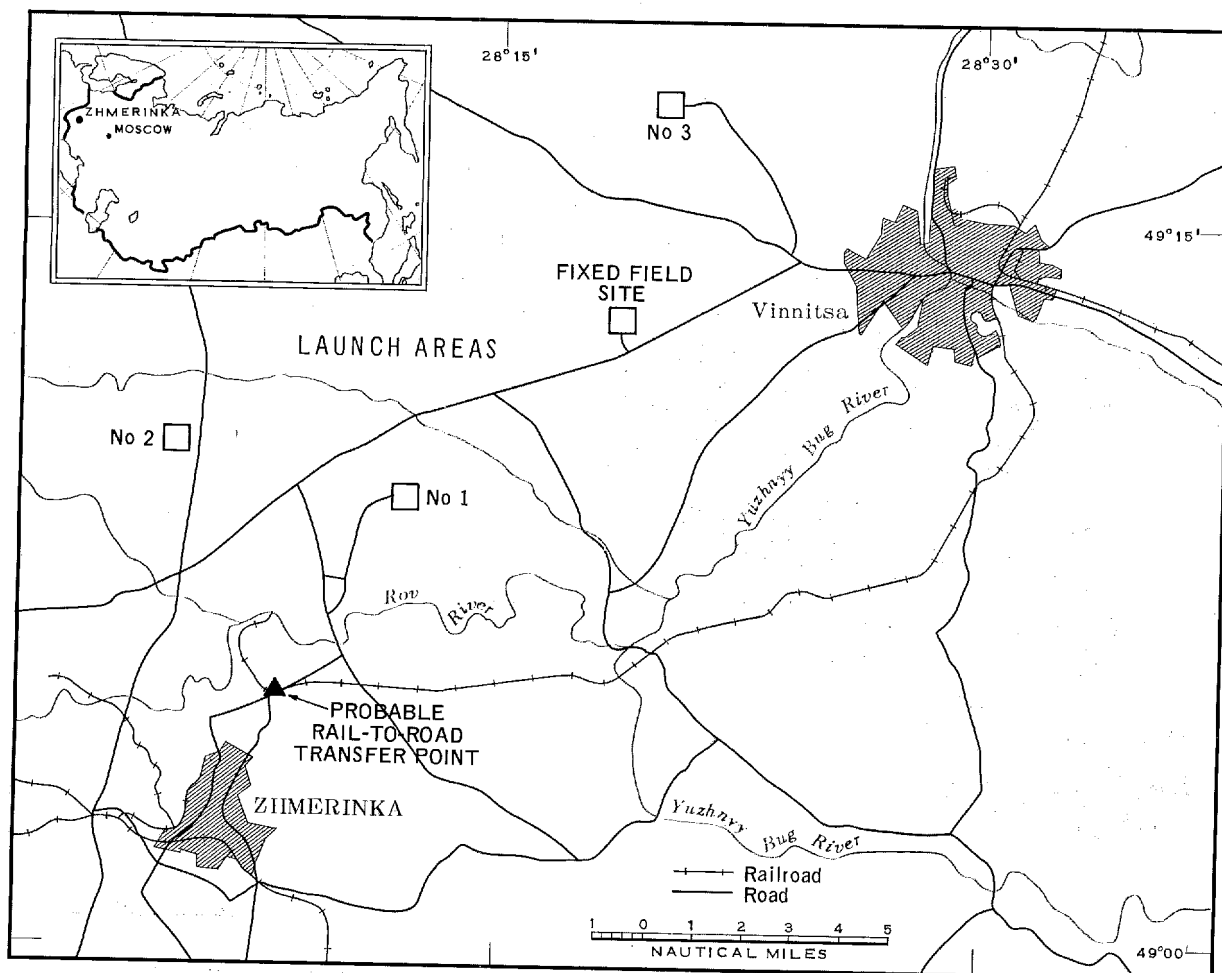 28°15'
28°30'
ZHMERINKA
MOSCOW
No 3
49°15'
FIXED FIELD
SITE
Vinnitsa
LAUNCH AREAS
Yuzhnyy Bug River
No 2
No 1
Rov River
PROBABLE
RAIL-TO-ROAD
TRANSFER POINT
ZHMERINKA
Yuzhnyy Bug River
Railroad
Road
1 0 1 2 3 4 5
NAUTICAL MILES
49°00'